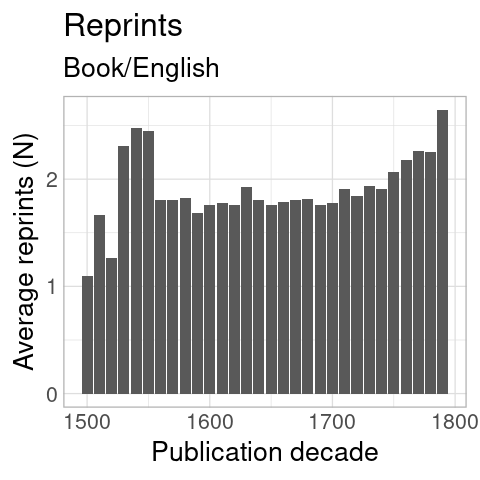 Reprints
Book/English
Average reprints (N)
2
1
0
1500 1600 1700 1800
Publication decade